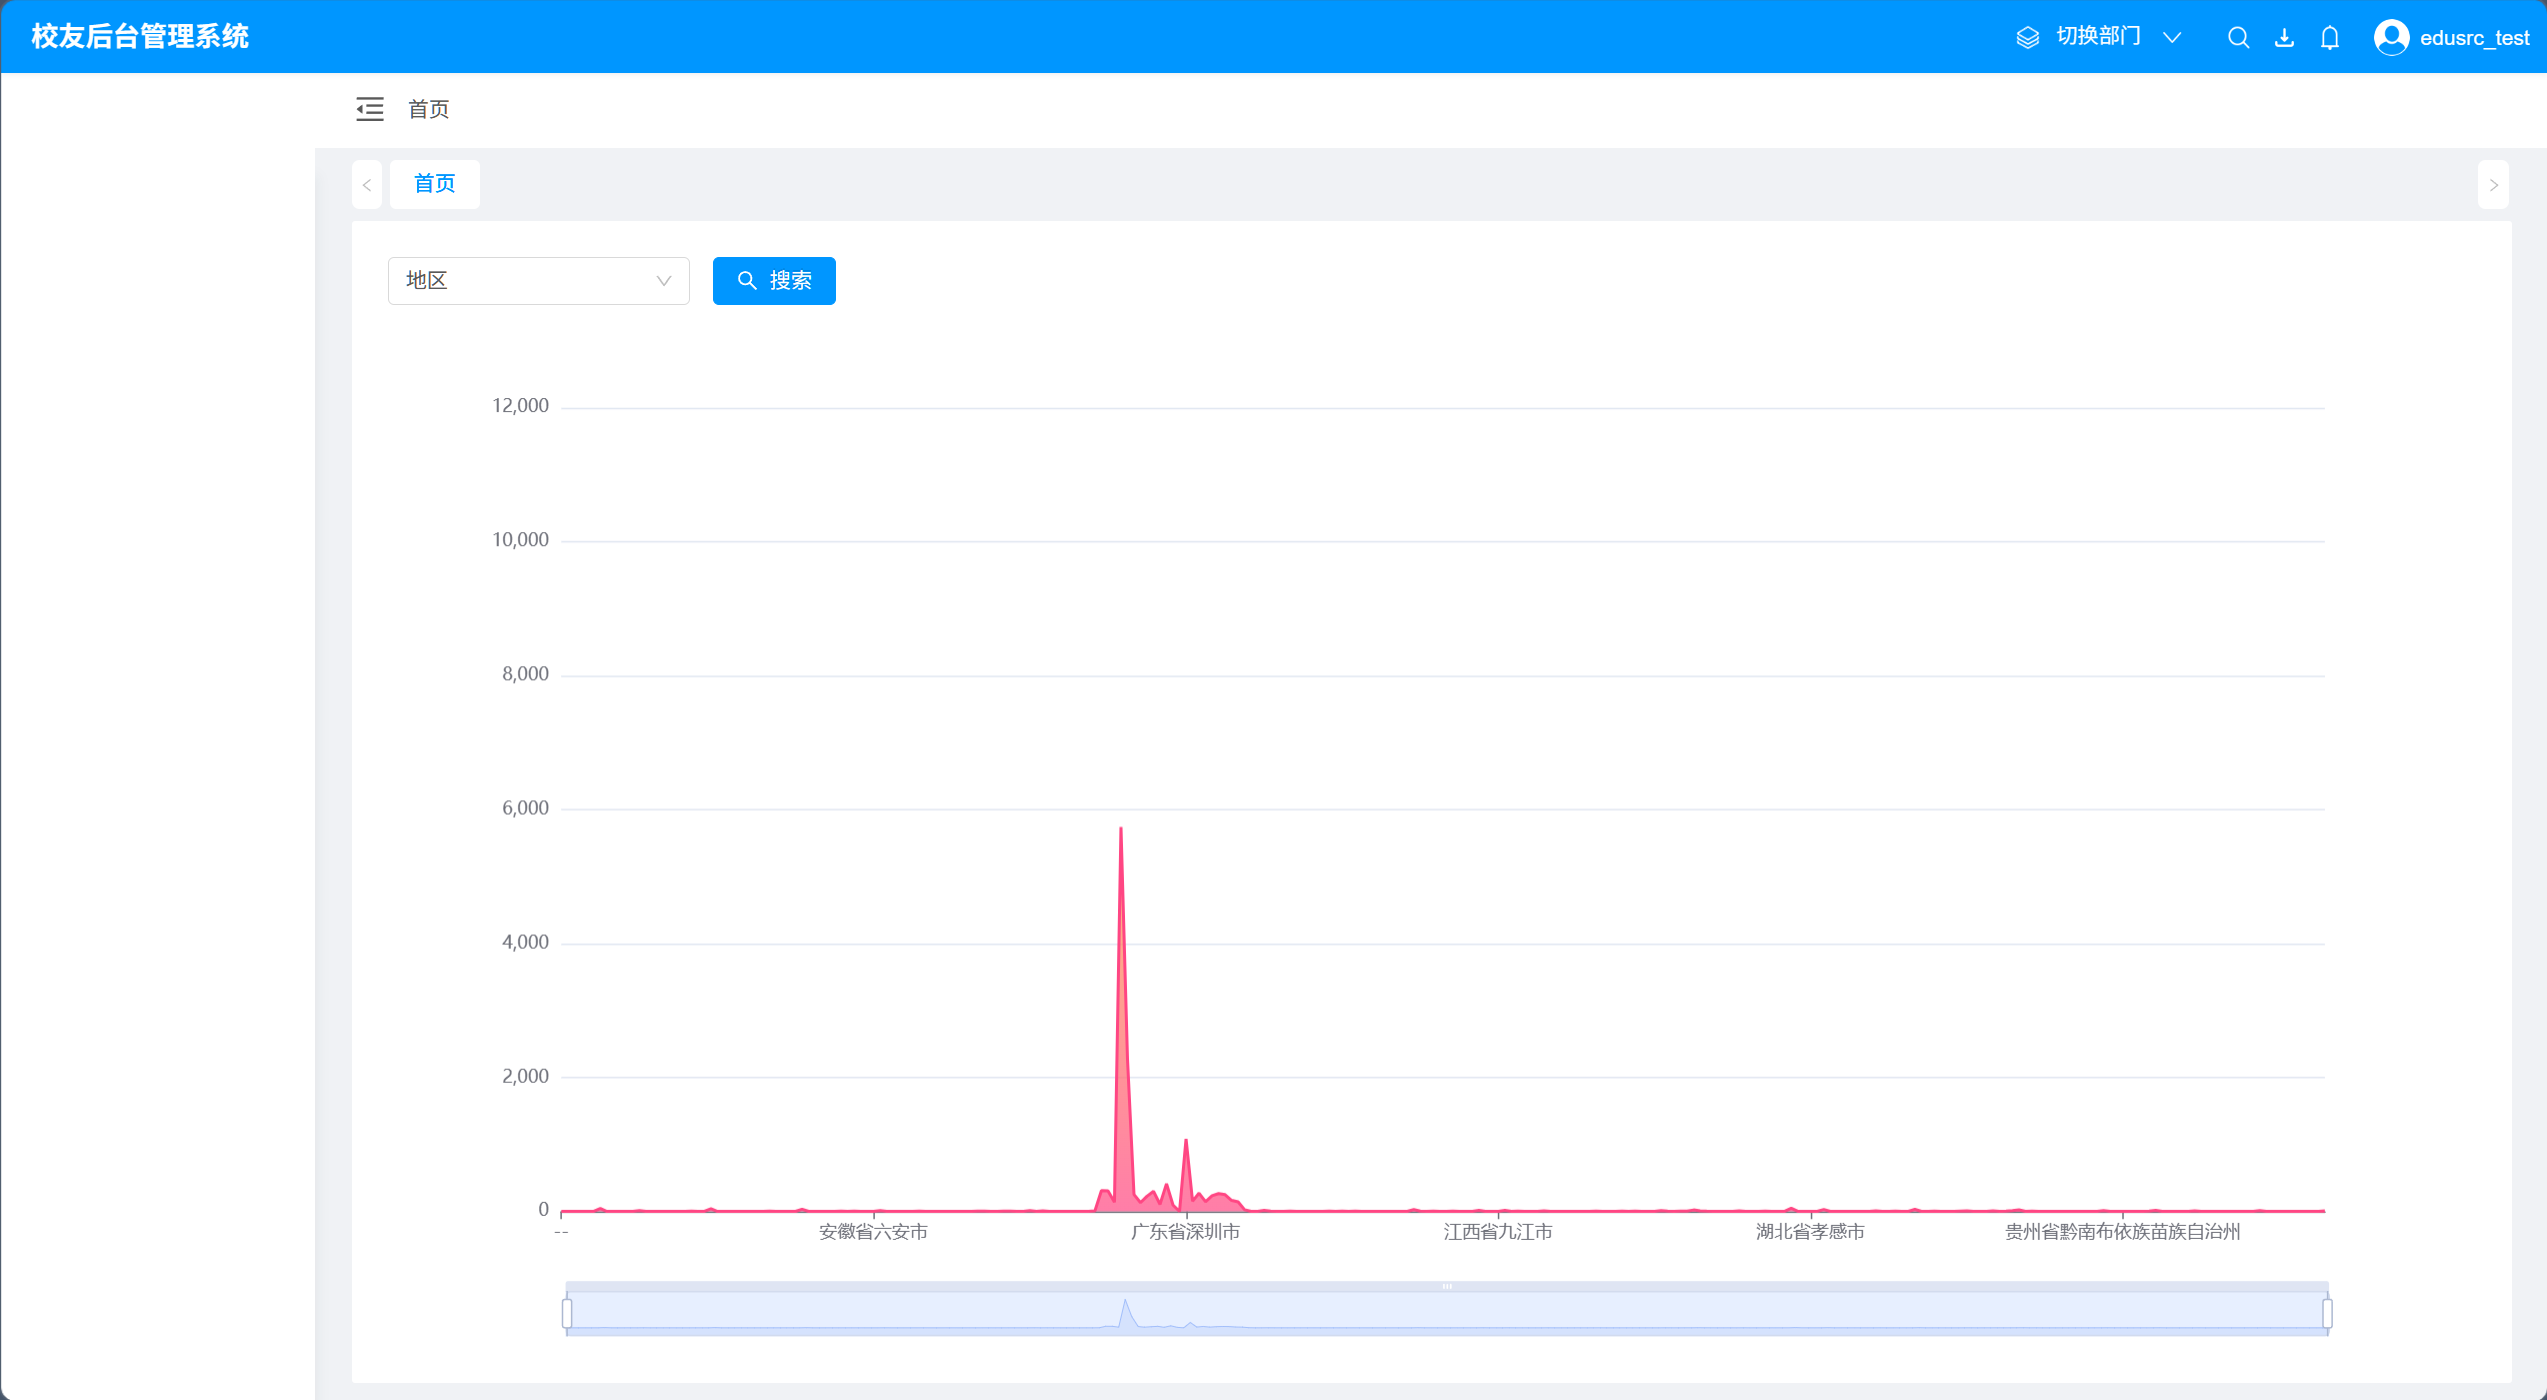 校友后台管理系统
切换部门
edusrc_test
首页
首页
地区
搜索
12,000
10,000
8,000
6,000
4,000
2,000
0
--
安徽省六安市
广东省深圳市
江西省九江市
湖北省孝感市
贵州省黔南布依族苗族自治州